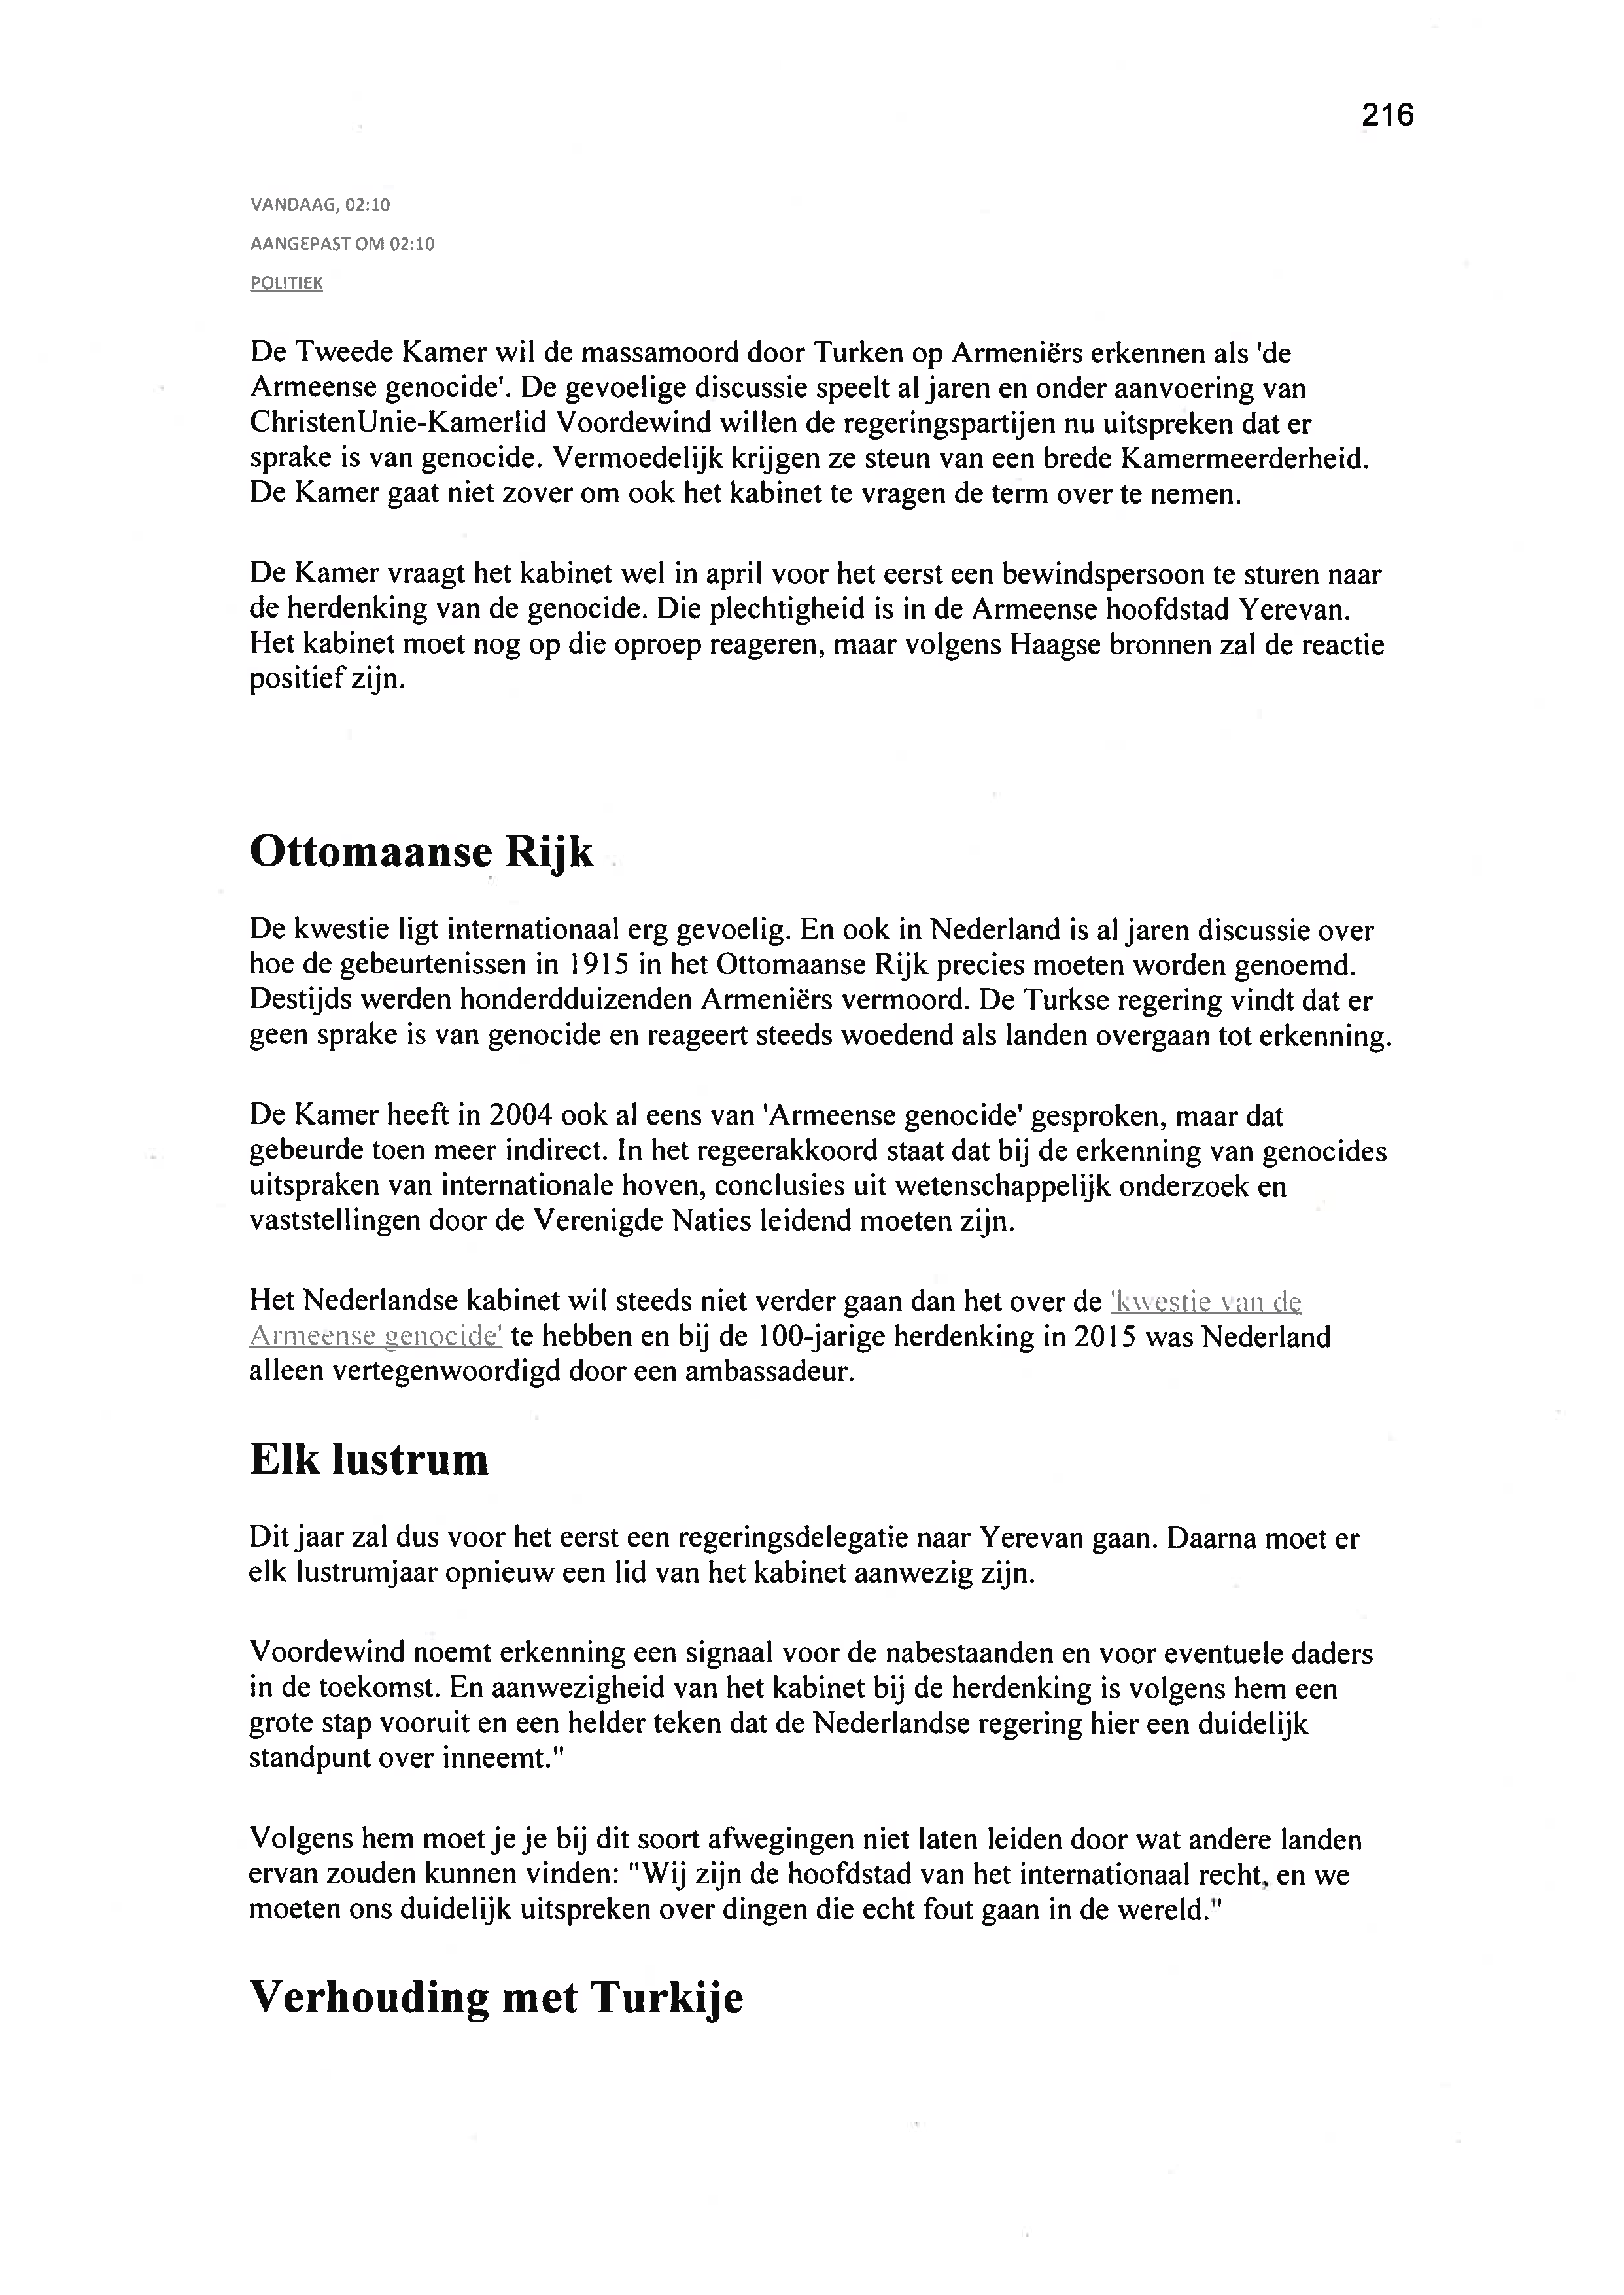 216
VANDAAG, 02:10
AANGEPAST OM 02:10
POLITIEK
De Tweede Kamer wil de massamoord door Turken op Armeniërs erkennen als 'de
Armeense genocide'. De gevoelige discussie speelt al jaren en onder aanvoering van
ChristenUnie-Kamerlid Voordewind willen de regeringspartijen nu uitspreken dat er
sprake is van genocide. Vermoedelijk krijgen ze steun van een brede Kamermeerderheid.
De Kamer gaat niet zover om ook het kabinet te vragen de term over te nemen.
De Kamer vraagt het kabinet wel in april voor het eerst een bewindspersoon te sturen naar
de herdenking van de genocide. Die plechtigheid is in de Armeense hoofdstad Yerevan.
Het kabinet moet nog op die oproep reageren, maar volgens Haagse bronnen zal de reactie
positief zijn.
Ottomaanse Rijk
De kwestie ligt internationaal erg gevoelig. En ook in Nederland is al jaren discussie over
hoe de gebeurtenissen in 1915 in het Ottomaanse Rijk precies moeten worden genoemd.
Destijds werden honderdduizenden Armeniërs vermoord. De Turkse regering vindt dat er
geen sprake is van genocide en reageert steeds woedend als landen overgaan tot erkenning.
De Kamer heeft in 2004 ook al eens van 'Armeense genocide' gesproken, maar dat
gebeurde toen meer indirect. In het regeerakkoord staat dat bij de erkenning van genocides
uitspraken van internationale hoven, conclusies uit wetenschappelijk onderzoek en
vaststellingen door de Verenigde Naties leidend moeten zijn.
Het Nederlandse kabinet wil steeds niet verder gaan dan het over de 'kwestie van de
Armeense genocide' te hebben en bij de 100-jarige herdenking in 2015 was Nederland
alleen vertegenwoordigd door een ambassadeur.
Elk lustrum
Dit jaar zal dus voor het eerst een regeringsdelegatie naar Yerevan gaan. Daarna moet er
elk lustrumjaar opnieuw een lid van het kabinet aanwezig zijn.
Voordewind noemt erkenning een signaal voor de nabestaanden en voor eventuele daders
in de toekomst. En aanwezigheid van het kabinet bij de herdenking is volgens hem een
grote stap vooruit en een helder teken dat de Nederlandse regering hier een duidelijk
standpunt over inneemt."
Volgens hem moet je je bij dit soort afwegingen niet laten leiden door wat andere landen
ervan zouden kunnen vinden: "Wij zijn de hoofdstad van het internationaal recht, en we
moeten ons duidelijk uitspreken over dingen die echt fout gaan in de wereld."
Verhouding met Turkije